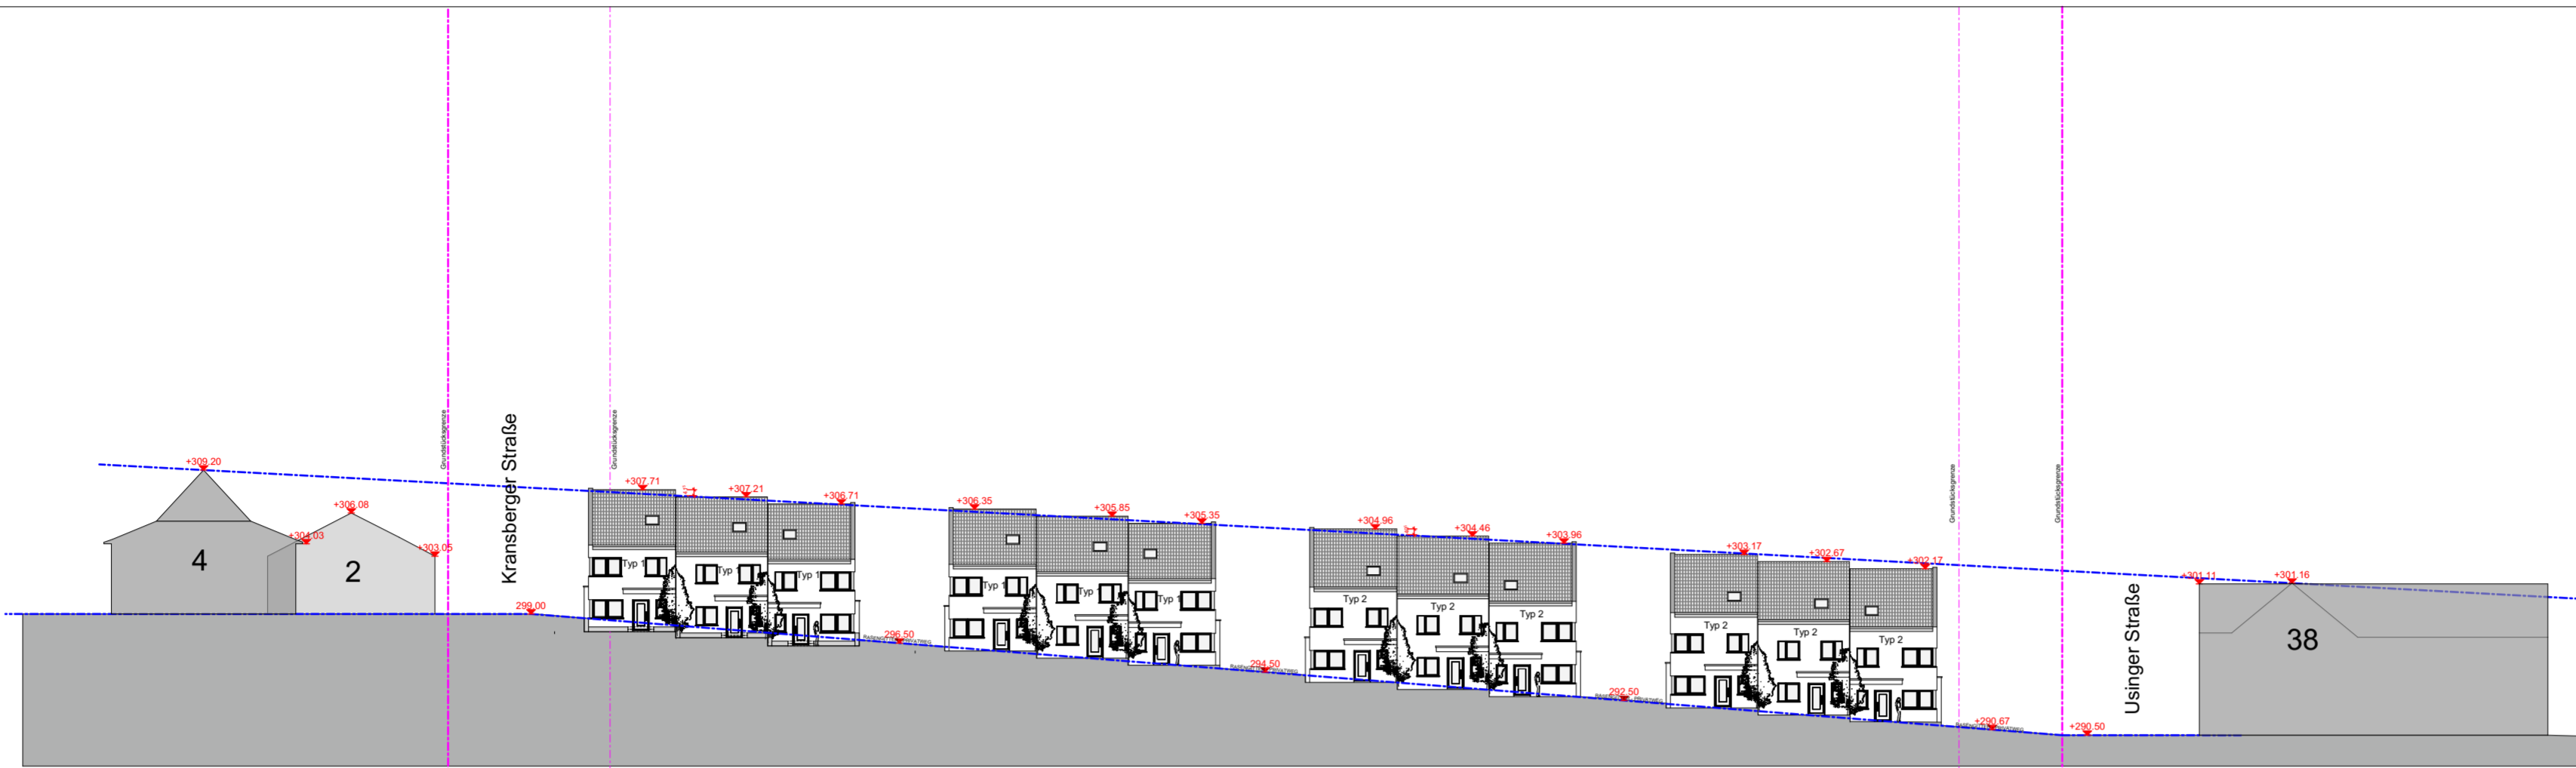 Grundstücksgrenze
Kransberger Straße
Grundstücksgrenze
Grundstücksgrenze
Grundstücksgrenze
Usinger Straße
+309.20
+306.08
+304.03
+303.05
4
2
299.00
+307.71
+307.21
+306.71
Typ 1
Typ 1
Typ 1
296.50
+306.35
+305.85
+305.35
Typ 1
Typ 1
Typ 1
294.50
+304.96
+304.46
+303.96
Typ 2
Typ 2
Typ 2
292.50
+303.17
+302.67
+302.17
Typ 2
Typ 2
Typ 2
+290.67
+290.50
+301.11
+301.16
38